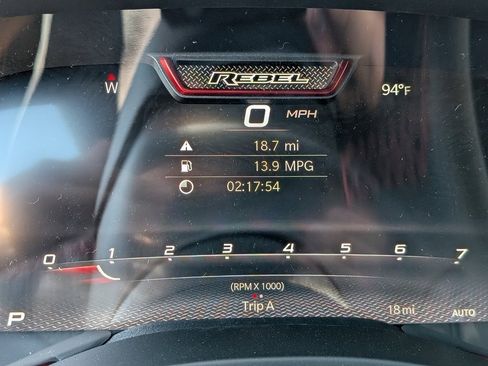 REBEL
W
94°F
0 MPH
18.7 mi
13.9 MPG
02:17:54
0 1 2 3 4 5 6 7
(RPM X 1000)
Trip A
P
18 mi
AUTO